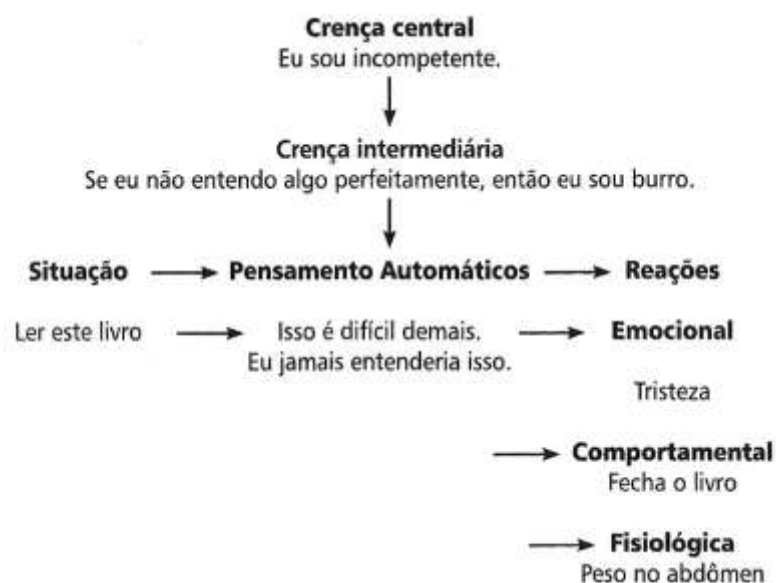 Crença central
Eu sou incompetente.
Crença intermediária
Se eu não entendo algo perfeitamente, então eu sou burro.
Situação Pensamento Automáticos Reações
Ler este livro Isso é difícil demais. Emocional
Eu jamais entenderia isso.
Tristeza
Comportamental
Fecha o livro
Fisiológica
Peso no abdômen